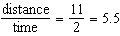 distance/time = 11/2 = 5.5